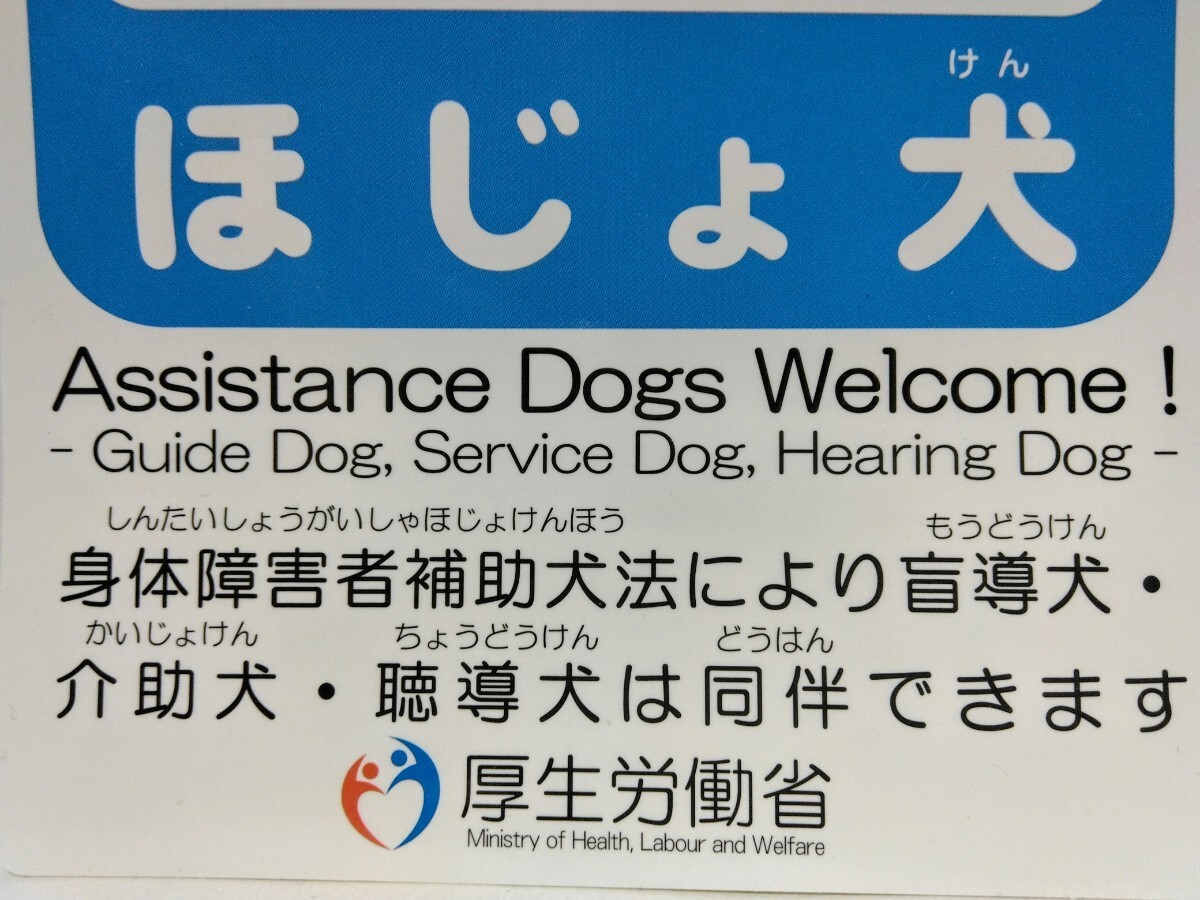 けん
ほじょ犬
Assistance Dogs Welcome !
- Guide Dog, Service Dog, Hearing Dog -
しんたいしょうがいしゃほじょけんほう もうどうけん
身体障害者補助犬法により盲導犬・
かいじょけん ちょうどうけん どうはん
介助犬・聴導犬は同伴できます
厚生労働省
Ministry of Health, Labour and Welfare